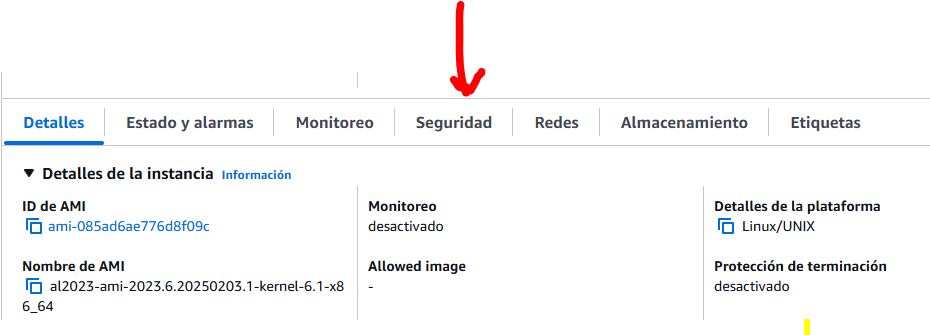 Detalles Estado y alarmas Monitoreo Seguridad Redes Almacenamiento Etiquetas
Detalles de la instancia Información
ID de AMI
ami-085ad6ae776d8f09c
Nombre de AMI
al2023-ami-2023.6.20250203.1-kernel-6.1-x8
6_64
Monitoreo
desactivado
Allowed image
-
Detalles de la plataforma
Linux/UNIX
Protección de terminación
desactivado